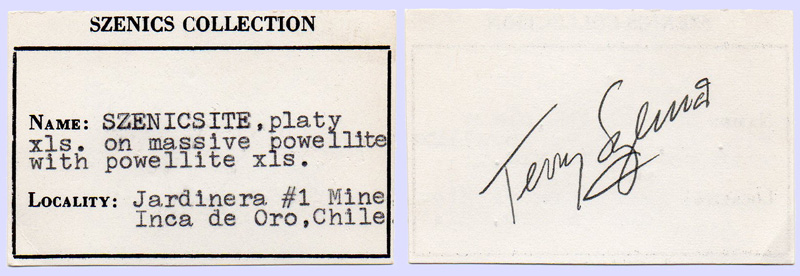 SZENICS COLLECTION
NAME: SZENICSITE,platy
xls. on massive powellite
with powellite xls.
LOCALITY: Jardinera #1 Mine
Inca de Oro,Chile.
Terry Szenics